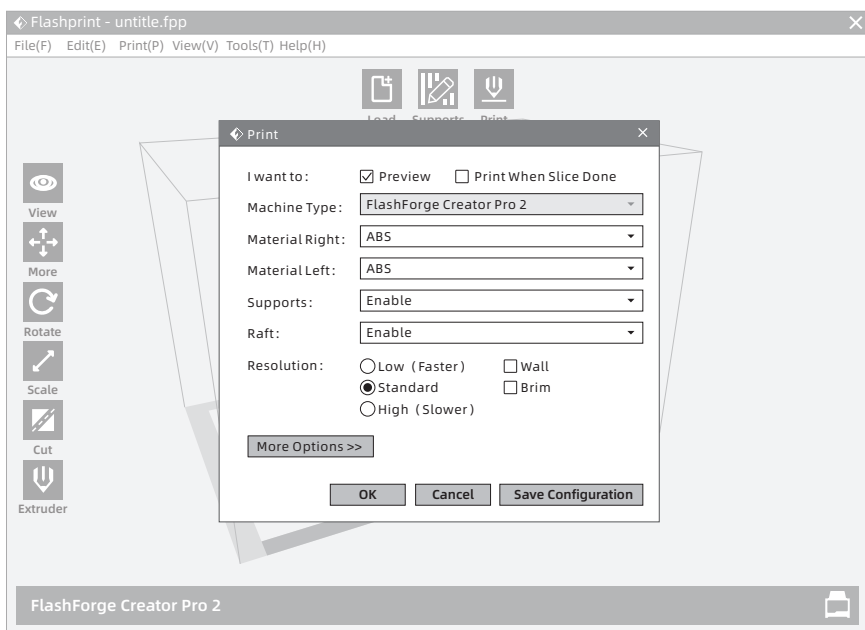 Flashprint - untitle.fpp
File(F) Edit(E) Print(P) View(V) Tools(T) Help(H)
Load Supports Print
Print
I want to: Preview Print When Slice Done
Machine Type: FlashForge Creator Pro 2
Material Right: ABS
Material Left: ABS
Supports: Enable
Raft: Enable
Resolution: Low (Faster) Wall
Standard Brim
High (Slower)
More Options >>
OK Cancel Save Configuration
View
More
Rotate
Scale
Cut
Extruder
FlashForge Creator Pro 2